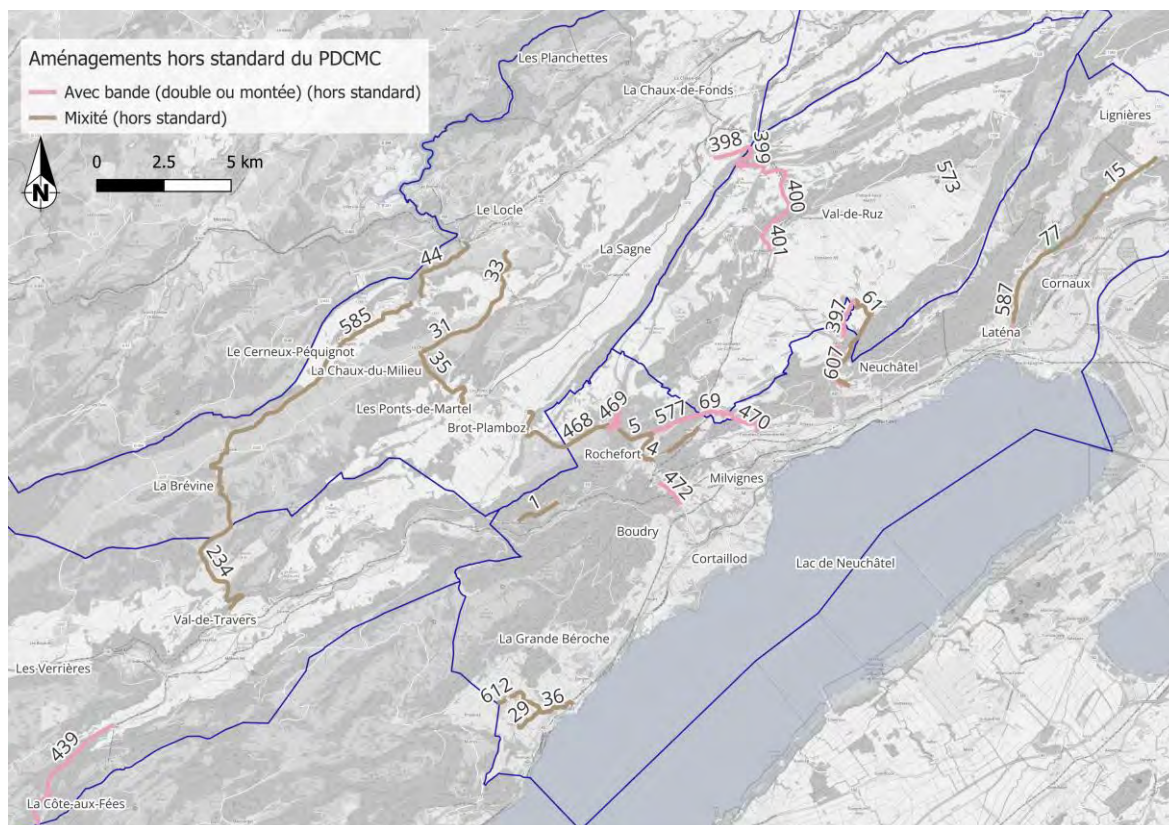 Aménagements hors standard du PDCMC
Avec bande (double ou montée) (hors standard)
Mixité (hors standard)
0 2.5 5 km
N
Les Planchettes
La Chaux-de-Fonds
Lignières
398
399
15
573
400
Val-de-Ruz
Le Locle
401
77
La Sagne
44
33
Cornaux
587
585
31
397
61
Laténa
Le Cerneux-Péquignot
La Chaux-du-Milieu
35
607
Neuchâtel
Les Ponts-de-Martel
Brot-Plamboz
468
469
5
577
69
470
4
Rochefort
472
Milvignes
La Brévine
1
Boudry
Cortaillod
Lac de Neuchâtel
234
Val-de-Travers
La Grande Béroche
Les Verrières
612
29
36
439
La Côte-aux-Fées